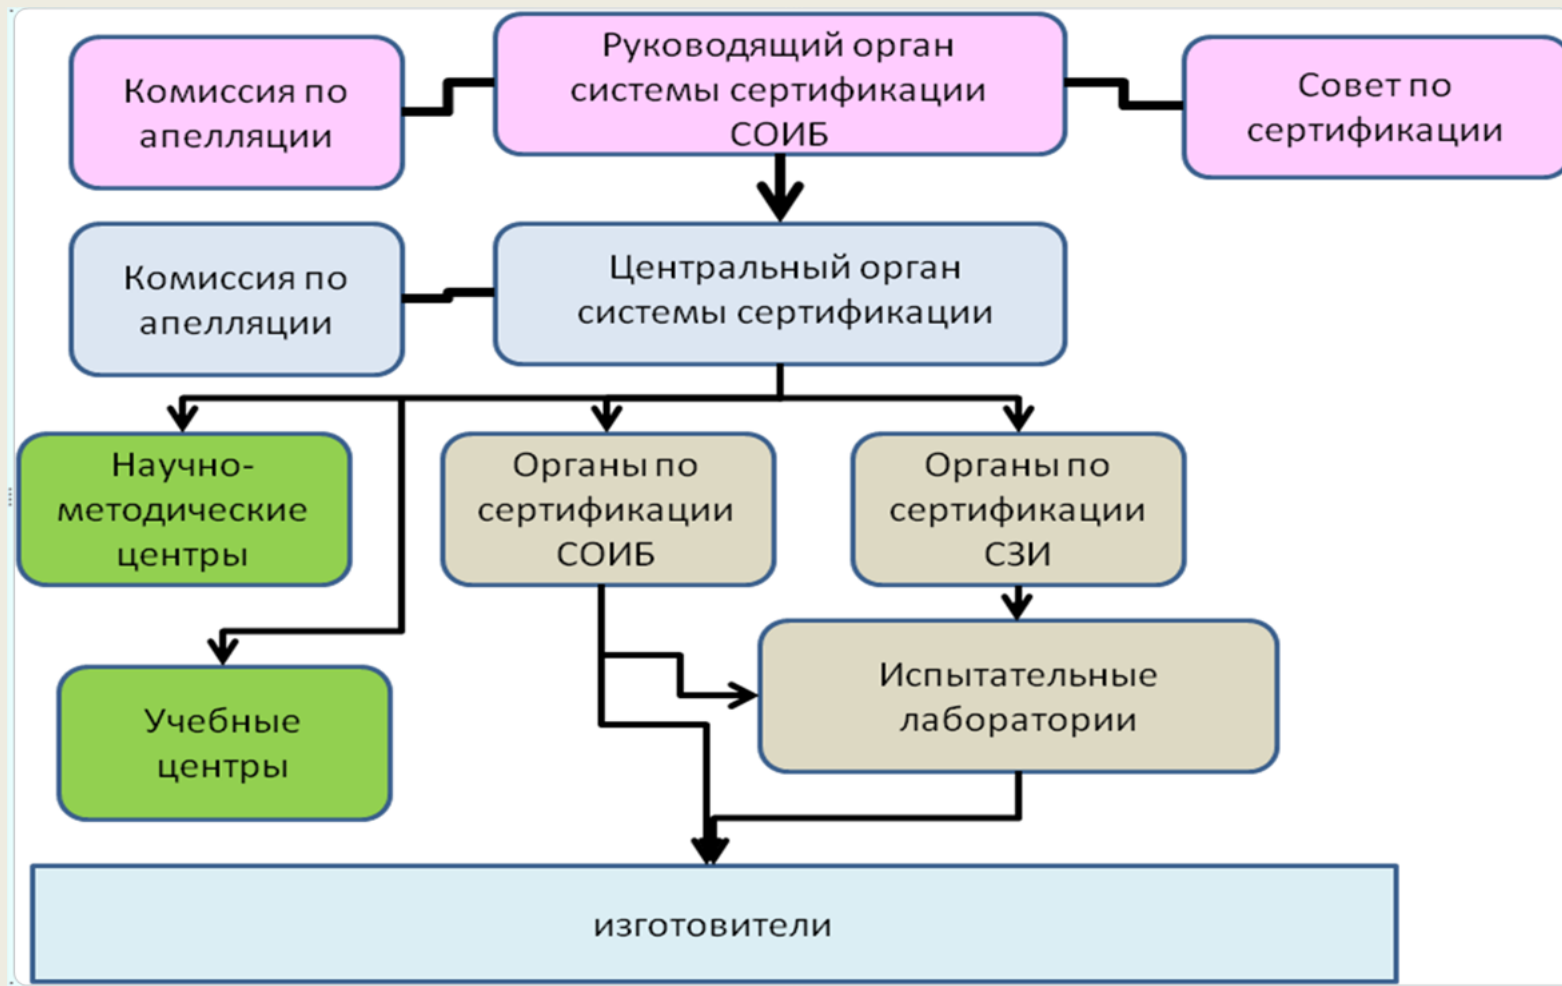 Комиссия по
апелляции
Руководящий орган
системы сертификации
СОИБ
Совет по
сертификации
Комиссия по
апелляции
Центральный орган
системы сертификации
Научно-
методические
центры
Органы по
сертификации
СОИБ
Органы по
сертификации
СЗИ
Учебные
центры
Испытательные
лаборатории
изготовители